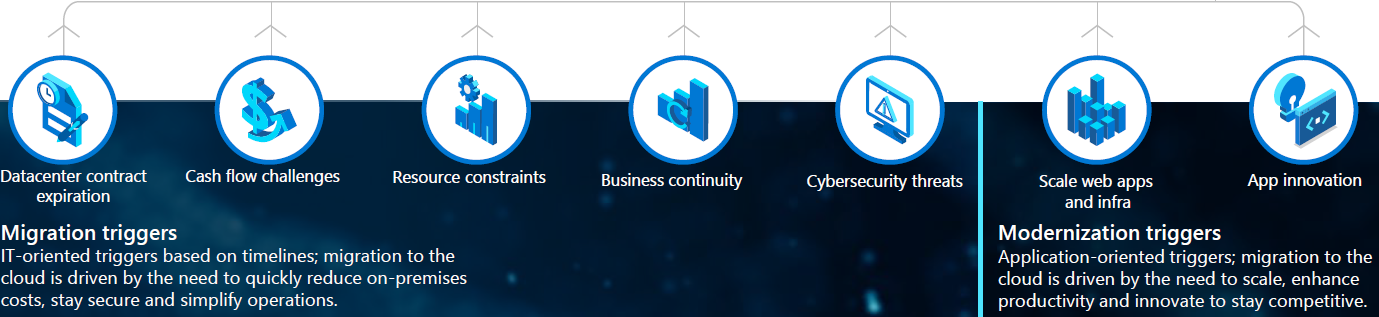 Datacenter contract
expiration
Cash flow challenges
Resource constraints
Business continuity
Cybersecurity threats
Scale web apps
and infra
App innovation
Migration triggers
IT-oriented triggers based on timelines; migration to the
cloud is driven by the need to quickly reduce on-premises
costs, stay secure and simplify operations.
Modernization triggers
Application-oriented triggers; migration to the
cloud is driven by the need to scale, enhance
productivity and innovate to stay competitive.